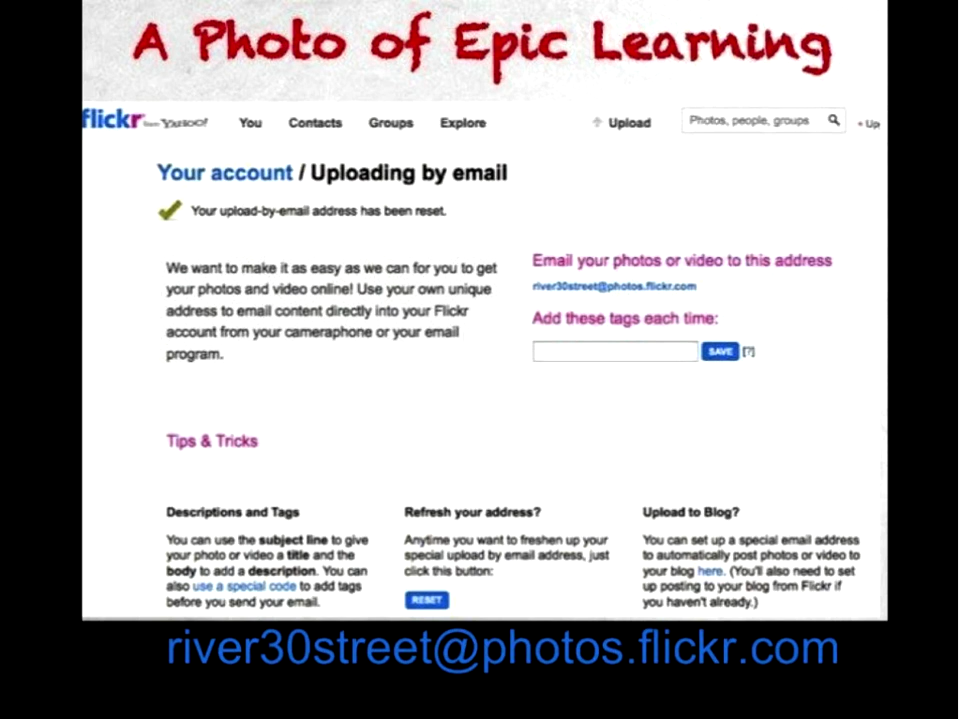 A Photo of Epic Learning
flickr from YAHOO! You Contacts Groups Explore Upload Photos, people, groups
Your account / Uploading by email
Your upload-by-email address has been reset.
We want to make it as easy as we can for you to get
your photos and video online! Use your own unique
address to email content directly into your Flickr
account from your cameraphone or your email
program.
Email your photos or video to this address
river30street@photos.flickr.com
Add these tags each time:
SAVE [?]
Tips & Tricks
Descriptions and Tags
You can use the subject line to give
your photo or video a title and the
body to add a description. You can
also use a special code to add tags
before you send your email.
Refresh your address?
Anytime you want to freshen up your
special upload by email address, just
click this button:
RESET
Upload to Blog?
You can set up a special email address
to automatically post photos or video to
your blog here. (You'll also need to set
up posting to your blog from Flickr if
you haven't already.)
river30street@photos.flickr.com